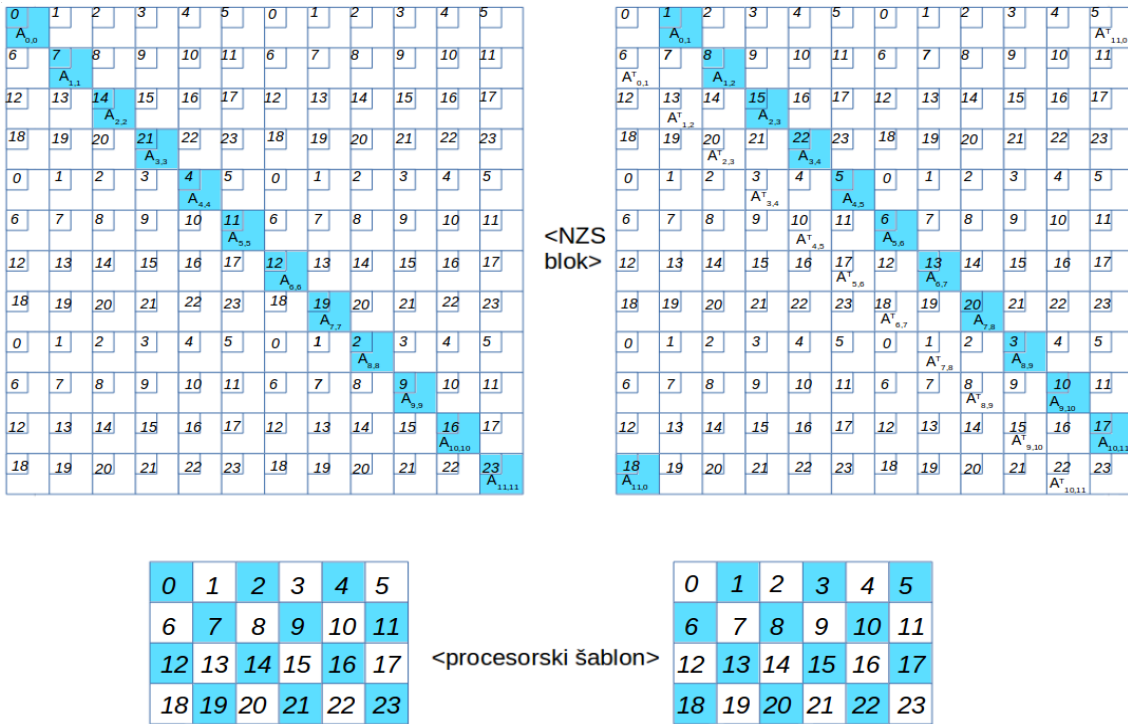 0 1 2 3 4 5 0 1 2 3 4 5
A0,0
6 7 8 9 10 11 6 7 8 9 10 11
A1,1
12 13 14 15 16 17 12 13 14 15 16 17
A2,2
18 19 20 21 22 23 18 19 20 21 22 23
A3,3
0 1 2 3 4 5 0 1 2 3 4 5
A4,4
6 7 8 9 10 11 6 7 8 9 10 11
A5,5
12 13 14 15 16 17 12 13 14 15 16 17
A6,6
18 19 20 21 22 23 18 19 20 21 22 23
A7,7
0 1 2 3 4 5 0 1 2 3 4 5
A8,8
6 7 8 9 10 11 6 7 8 9 10 11
A9,9
12 13 14 15 16 17 12 13 14 15 16 17
A10,10
18 19 20 21 22 23 18 19 20 21 22 23
A11,11
<NZS
blok>
0 1 2 3 4 5 0 1 2 3 4 5
A0,1 AT11,0
6 7 8 9 10 11 6 7 8 9 10 11
AT0,1 A1,2
12 13 14 15 16 17 12 13 14 15 16 17
AT1,2 A2,3
18 19 20 21 22 23 18 19 20 21 22 23
AT2,3 A3,4
0 1 2 3 4 5 0 1 2 3 4 5
AT3,4 A4,5
6 7 8 9 10 11 6 7 8 9 10 11
AT4,5 A5,6
12 13 14 15 16 17 12 13 14 15 16 17
AT5,6 A6,7
18 19 20 21 22 23 18 19 20 21 22 23
AT6,7 A7,8
0 1 2 3 4 5 0 1 2 3 4 5
AT7,8 A8,9
6 7 8 9 10 11 6 7 8 9 10 11
AT8,9 A9,10
12 13 14 15 16 17 12 13 14 15 16 17
AT9,10 A10,11
18 19 20 21 22 23 18 19 20 21 22 23
A11,0 AT10,11
0 1 2 3 4 5
6 7 8 9 10 11
12 13 14 15 16 17
18 19 20 21 22 23
<procesorski šablon>
0 1 2 3 4 5
6 7 8 9 10 11
12 13 14 15 16 17
18 19 20 21 22 23